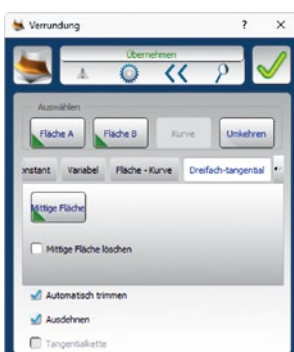 Verrundung ? ×
Übernehmen
Auswählen
Fläche A Fläche B Kurve Umkehren
onstant Variabel Fläche - Kurve Dreifach-tangential
Mittige Fläche
Mittige Fläche löschen
Automatisch trimmen
Ausdehnen
Tangentialkette